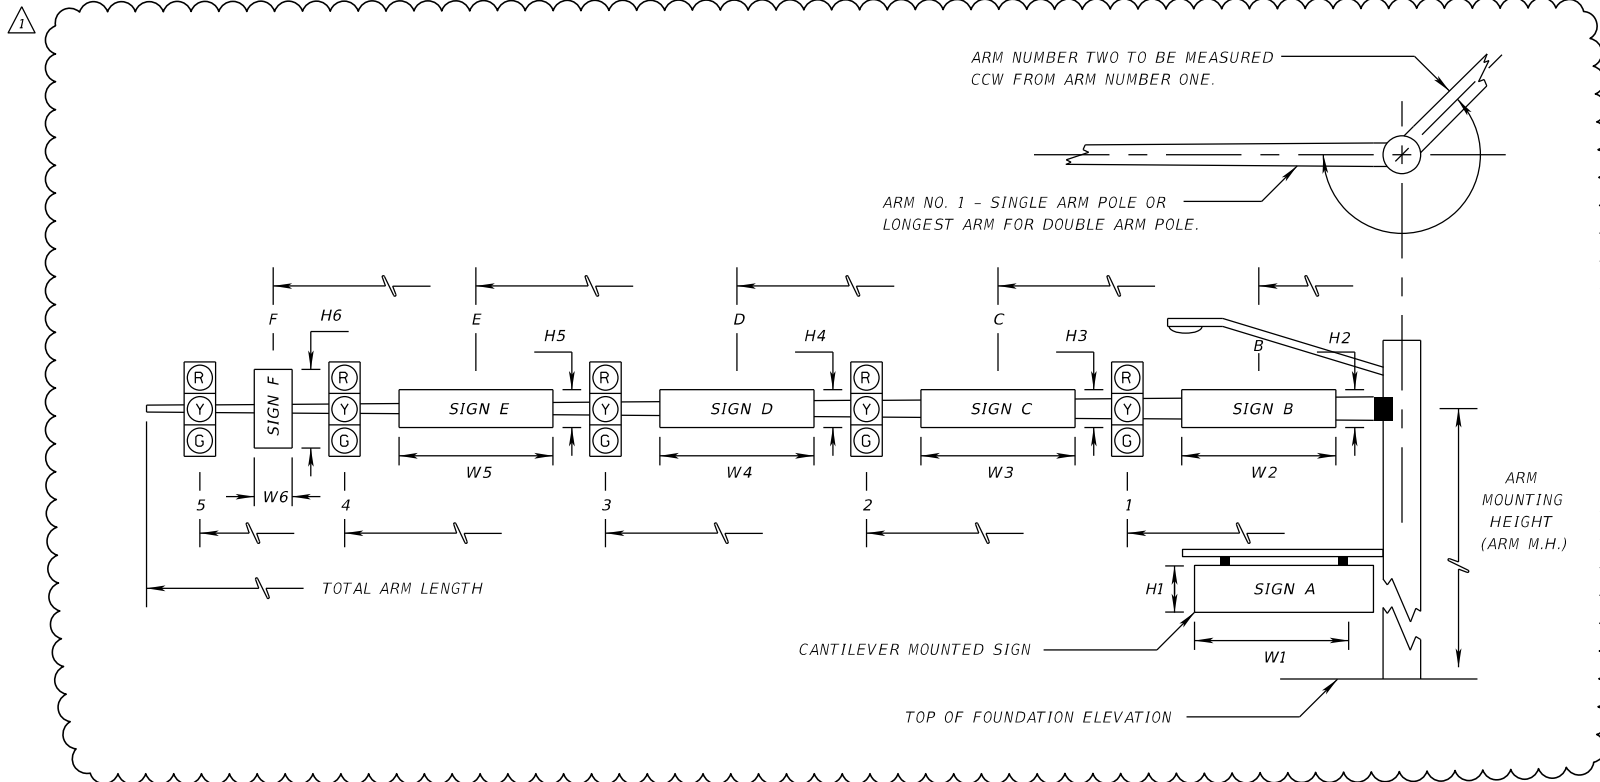 1
ARM NUMBER TWO TO BE MEASURED
CCW FROM ARM NUMBER ONE.
ARM NO. 1 - SINGLE ARM POLE OR
LONGEST ARM FOR DOUBLE ARM POLE.
F
E
D
C
B
H6
H5
H4
H3
H2
R
Y
G
SIGN F
R
Y
G
SIGN E
R
Y
G
SIGN D
R
Y
G
SIGN C
R
Y
G
SIGN B
W6
W5
W4
W3
W2
5
4
3
2
1
ARM
MOUNTING
HEIGHT
(ARM M.H.)
TOTAL ARM LENGTH
H1
SIGN A
CANTILEVER MOUNTED SIGN
W1
TOP OF FOUNDATION ELEVATION